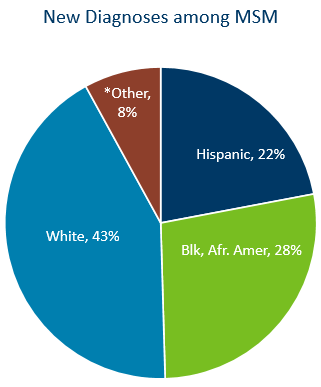 New Diagnoses among MSM
*Other,
8%
Hispanic, 22%
White, 43%
Blk, Afr. Amer, 28%